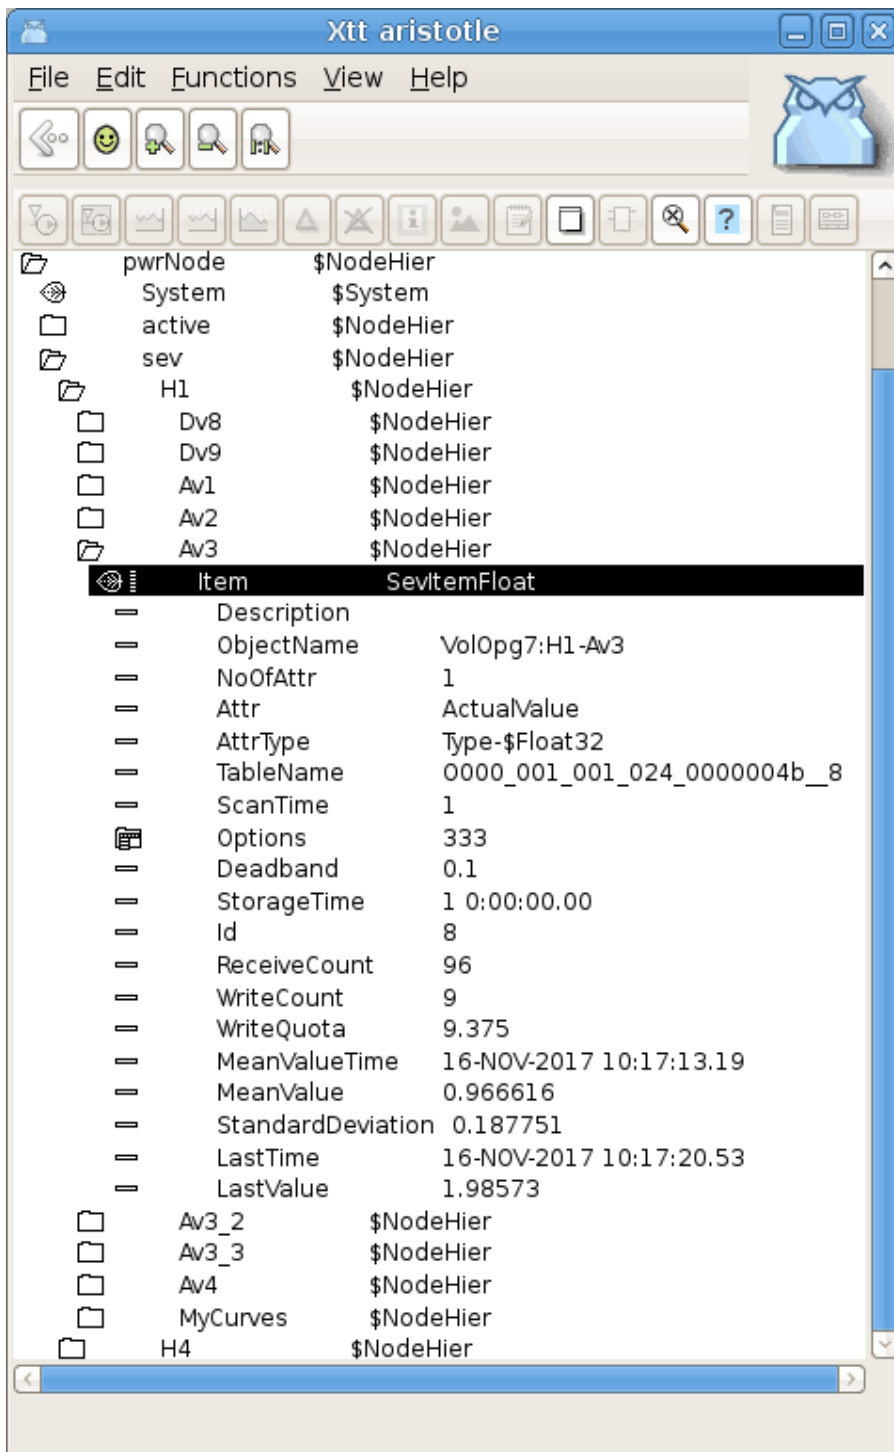 Xtt aristotle
File Edit Functions View Help
pwrNode $NodeHier
System $System
active $NodeHier
sev $NodeHier
H1 $NodeHier
Dv8 $NodeHier
Dv9 $NodeHier
Av1 $NodeHier
Av2 $NodeHier
Av3 $NodeHier
Item SevItemFloat
Description
ObjectName VolOpg7:H1-Av3
NoOfAttr 1
Attr ActualValue
AttrType Type-$Float32
TableName O000_001_001_024_0000004b__8
ScanTime 1
Options 333
Deadband 0.1
StorageTime 1 0:00:00.00
Id 8
ReceiveCount 96
WriteCount 9
WriteQuota 9.375
MeanValueTime 16-NOV-2017 10:17:13.19
MeanValue 0.966616
StandardDeviation 0.187751
LastTime 16-NOV-2017 10:17:20.53
LastValue 1.98573
Av3_2 $NodeHier
Av3_3 $NodeHier
Av4 $NodeHier
MyCurves $NodeHier
H4 $NodeHier